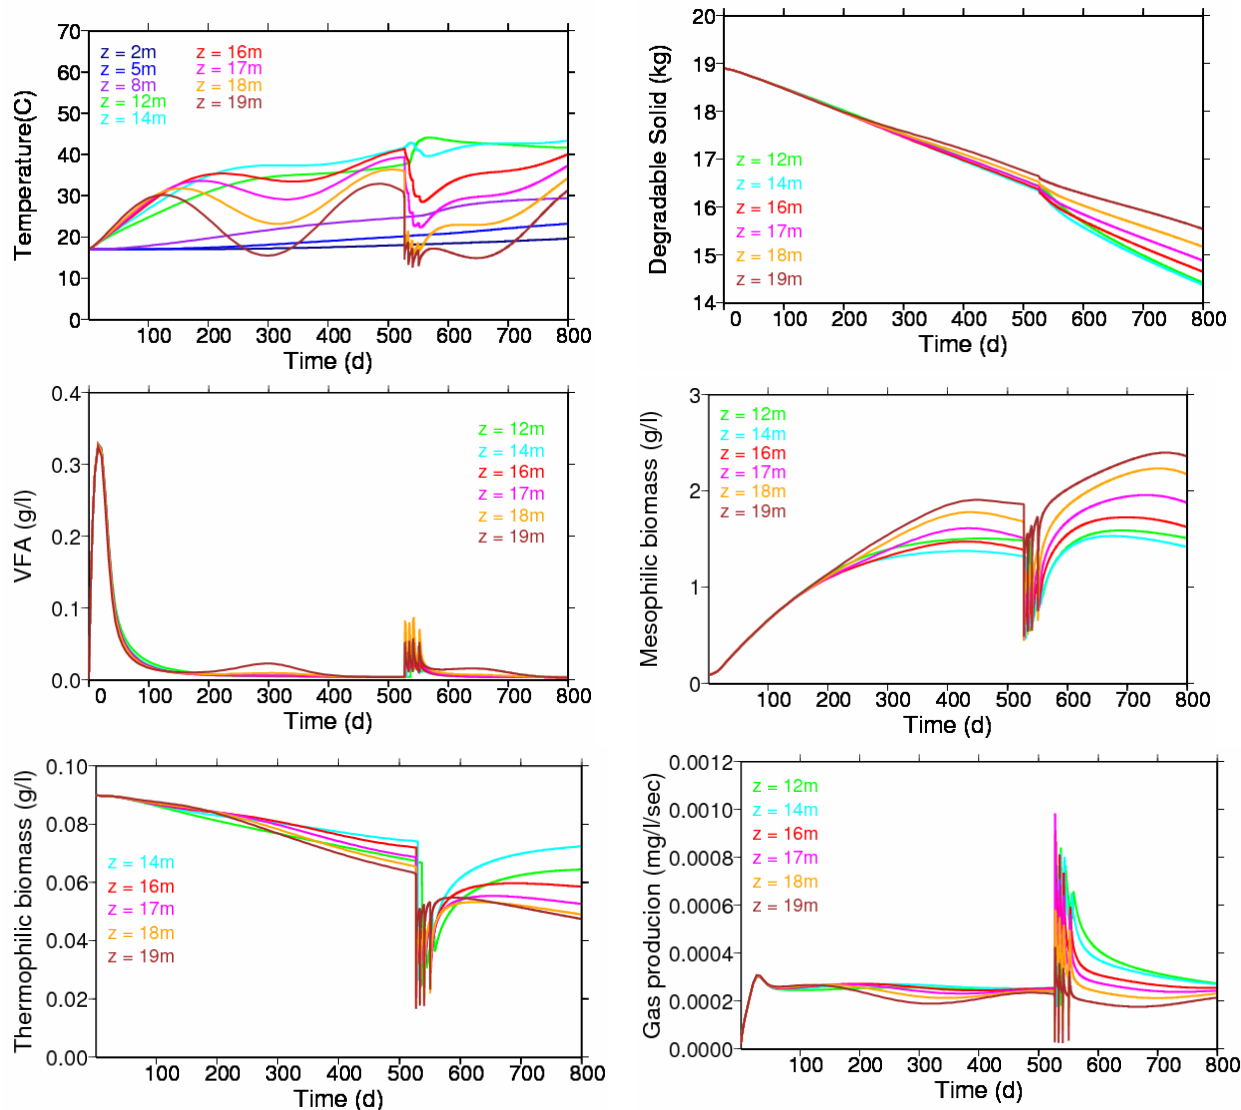 70
60
50
40
30
20
10
0
Temperature(C)
z = 2m
z = 5m
z = 8m
z = 12m
z = 14m
z = 16m
z = 17m
z = 18m
z = 19m
100 200 300 400 500 600 700 800
Time (d)
20
19
18
17
16
15
14
Degradable Solid (kg)
z = 12m
z = 14m
z = 16m
z = 17m
z = 18m
z = 19m
0 100 200 300 400 500 600 700 800
Time (d)
0.4
0.3
0.2
0.1
0.0
VFA (g/l)
z = 12m
z = 14m
z = 16m
z = 17m
z = 18m
z = 19m
0 100 200 300 400 500 600 700 800
Time (d)
3
2
1
0
Mesophilic biomass (g/l)
z = 12m
z = 14m
z = 16m
z = 17m
z = 18m
z = 19m
100 200 300 400 500 600 700 800
Time (d)
0.10
0.08
0.06
0.04
0.02
0.00
Thermophilic biomass (g/l)
z = 14m
z = 16m
z = 17m
z = 18m
z = 19m
100 200 300 400 500 600 700 800
Time (d)
0.0012
0.0010
0.0008
0.0006
0.0004
0.0002
0.0000
Gas producion (mg/l/sec)
z = 12m
z = 14m
z = 16m
z = 17m
z = 18m
z = 19m
100 200 300 400 500 600 700 800
Time (d)